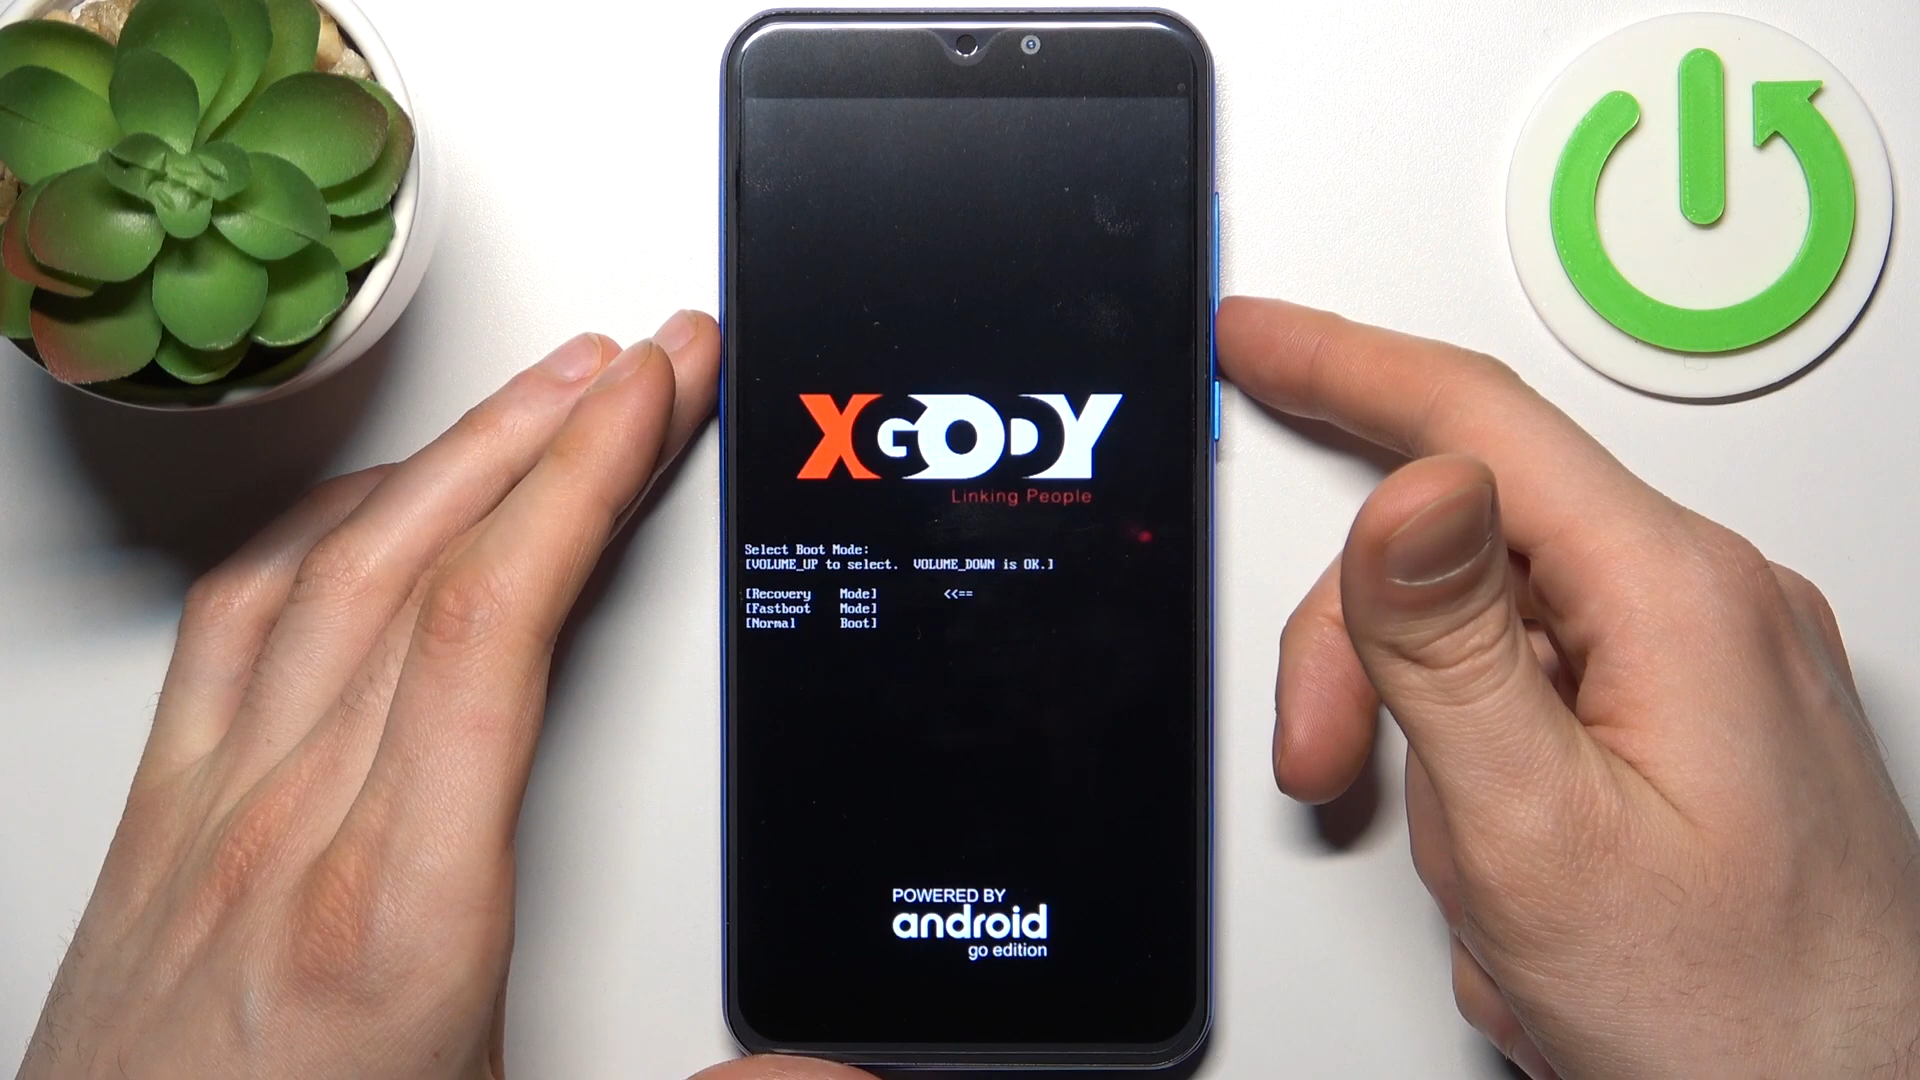 XGODY
Linking People
Select Boot Mode:
[VOLUME_UP to select.  VOLUME_DOWN is OK.]
[Recovery    Mode]         <<==
[Fastboot    Mode]
[Normal      Boot]
POWERED BY
android
go edition